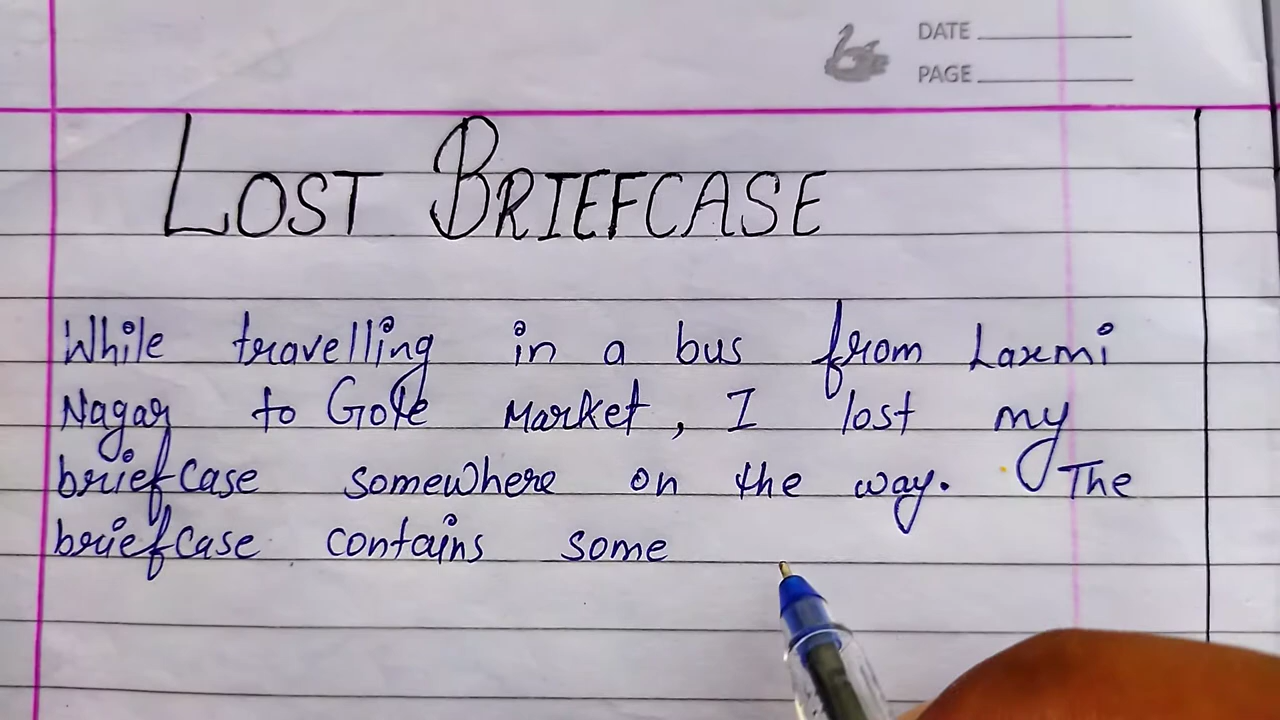 DATE
PAGE
LOST BRIEFCASE
While travelling in a bus from Laxmi
Nagar to Gole Market, I lost my
briefcase somewhere on the way. The
briefcase contains some